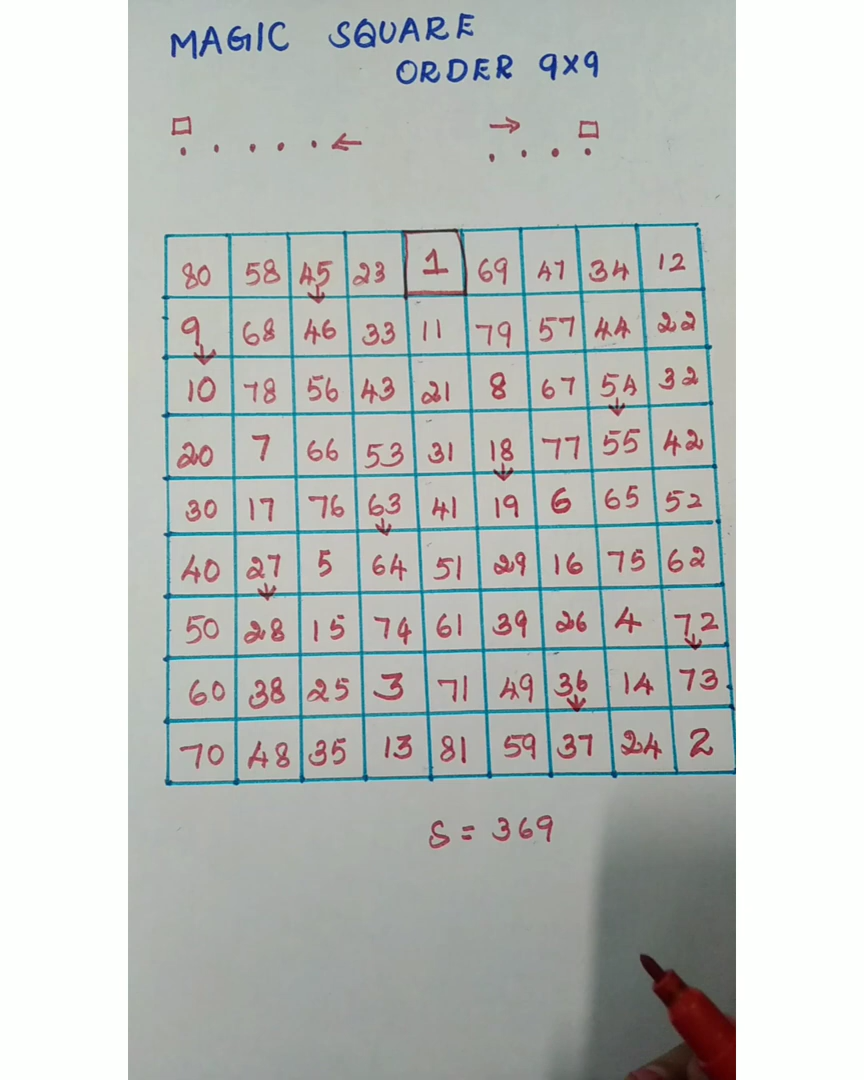 MAGIC SQUARE
ORDER 9×9
80 58 45 23 1 69 47 34 12
9 68 46 33 11 79 57 44 22
10 78 56 43 21 8 67 54 32
20 7 66 53 31 18 77 55 42
30 17 76 63 41 19 6 65 52
40 27 5 64 51 29 16 75 62
50 28 15 74 61 39 26 4 72
60 38 25 3 71 49 36 14 73
70 48 35 13 81 59 37 24 2
S = 369